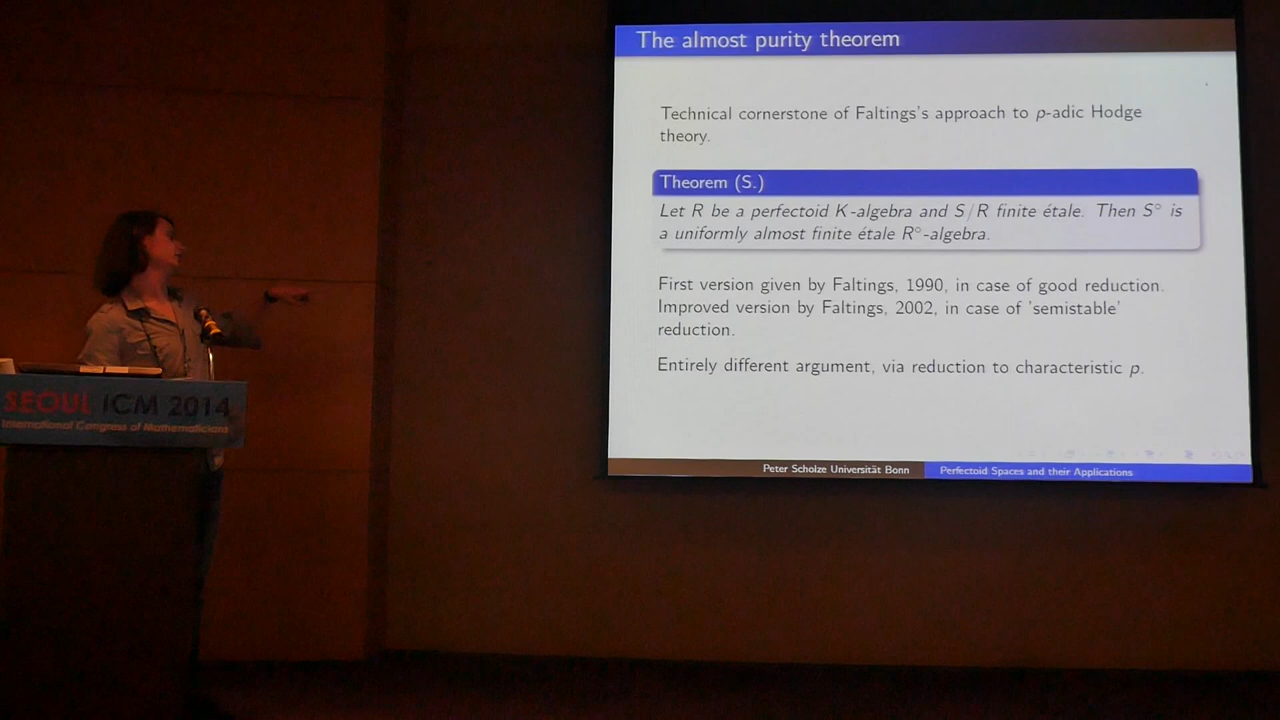 The almost purity theorem
Technical cornerstone of Faltings's approach to p-adic Hodge
theory.
Theorem (S.)
Let R be a perfectoid K-algebra and S/R finite étale. Then S° is
a uniformly almost finite étale R°-algebra.
First version given by Faltings, 1990, in case of good reduction.
Improved version by Faltings, 2002, in case of 'semistable'
reduction.
Entirely different argument, via reduction to characteristic p.
Peter Scholze Universität Bonn
Perfectoid Spaces and their Applications
SEOUL ICM 2014
International Congress of Mathematicians